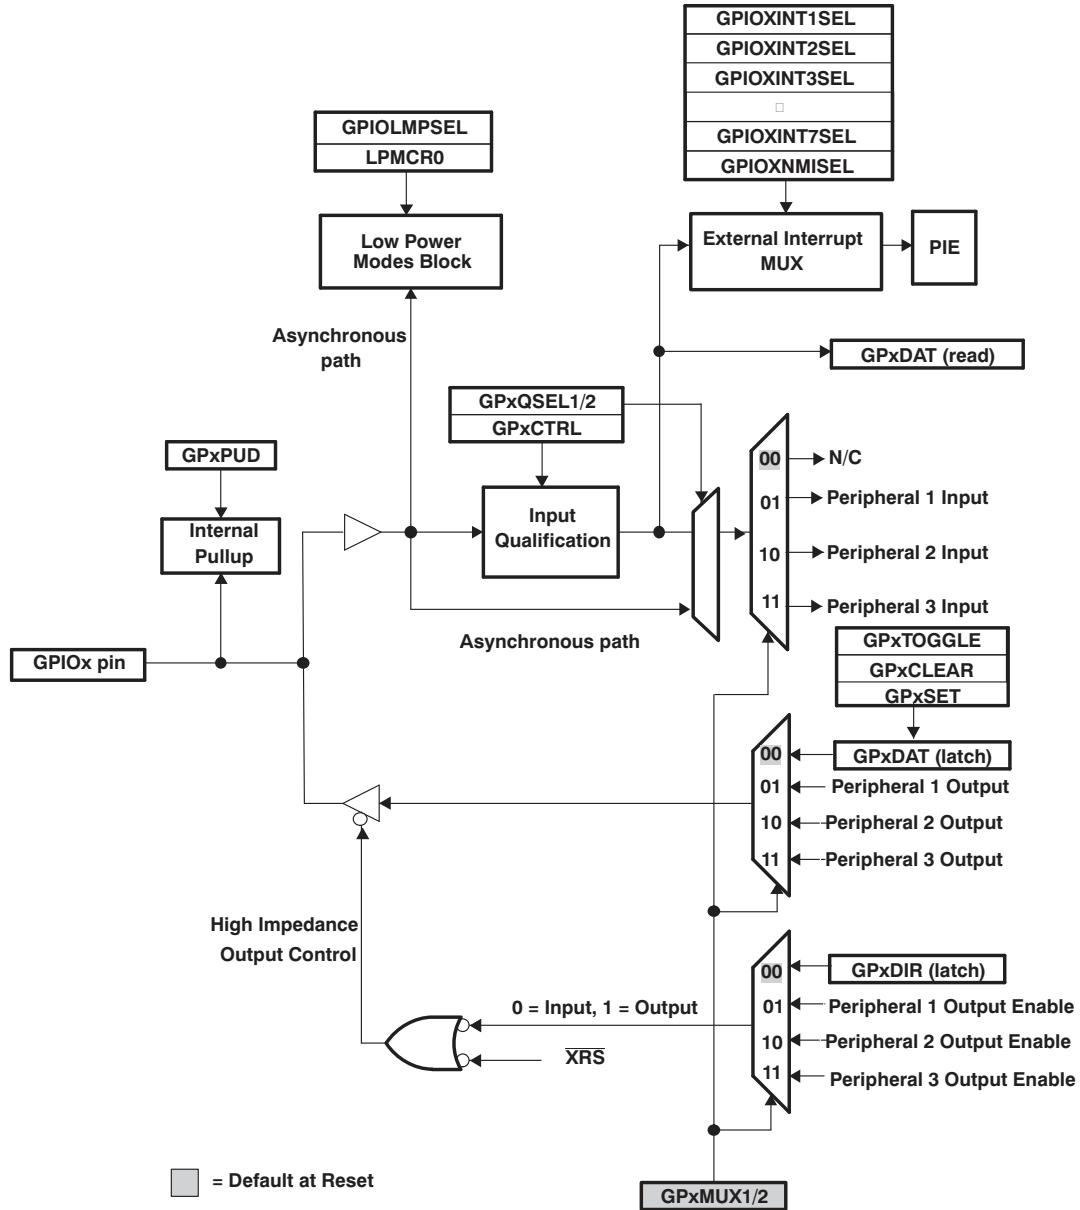 GPIOXINT1SEL
GPIOXINT2SEL
GPIOXINT3SEL
GPIOXINT7SEL
GPIOXNMISEL
GPIOLMPSEL
LPMCR0
Low Power
Modes Block
External Interrupt
MUX
PIE
Asynchronous
path
GPxDAT (read)
GPxQSEL1/2
GPxCTRL
GPxPUD
Internal
Pullup
Input
Qualification
00
N/C
01
Peripheral 1 Input
10
Peripheral 2 Input
11
Peripheral 3 Input
Asynchronous path
GPIOx pin
GPxTOGGLE
GPxCLEAR
GPxSET
00
GPxDAT (latch)
01
Peripheral 1 Output
10
Peripheral 2 Output
11
Peripheral 3 Output
High Impedance
Output Control
00
GPxDIR (latch)
0 = Input, 1 = Output
01
Peripheral 1 Output Enable
10
Peripheral 2 Output Enable
XRS
11
Peripheral 3 Output Enable
= Default at Reset
GPxMUX1/2